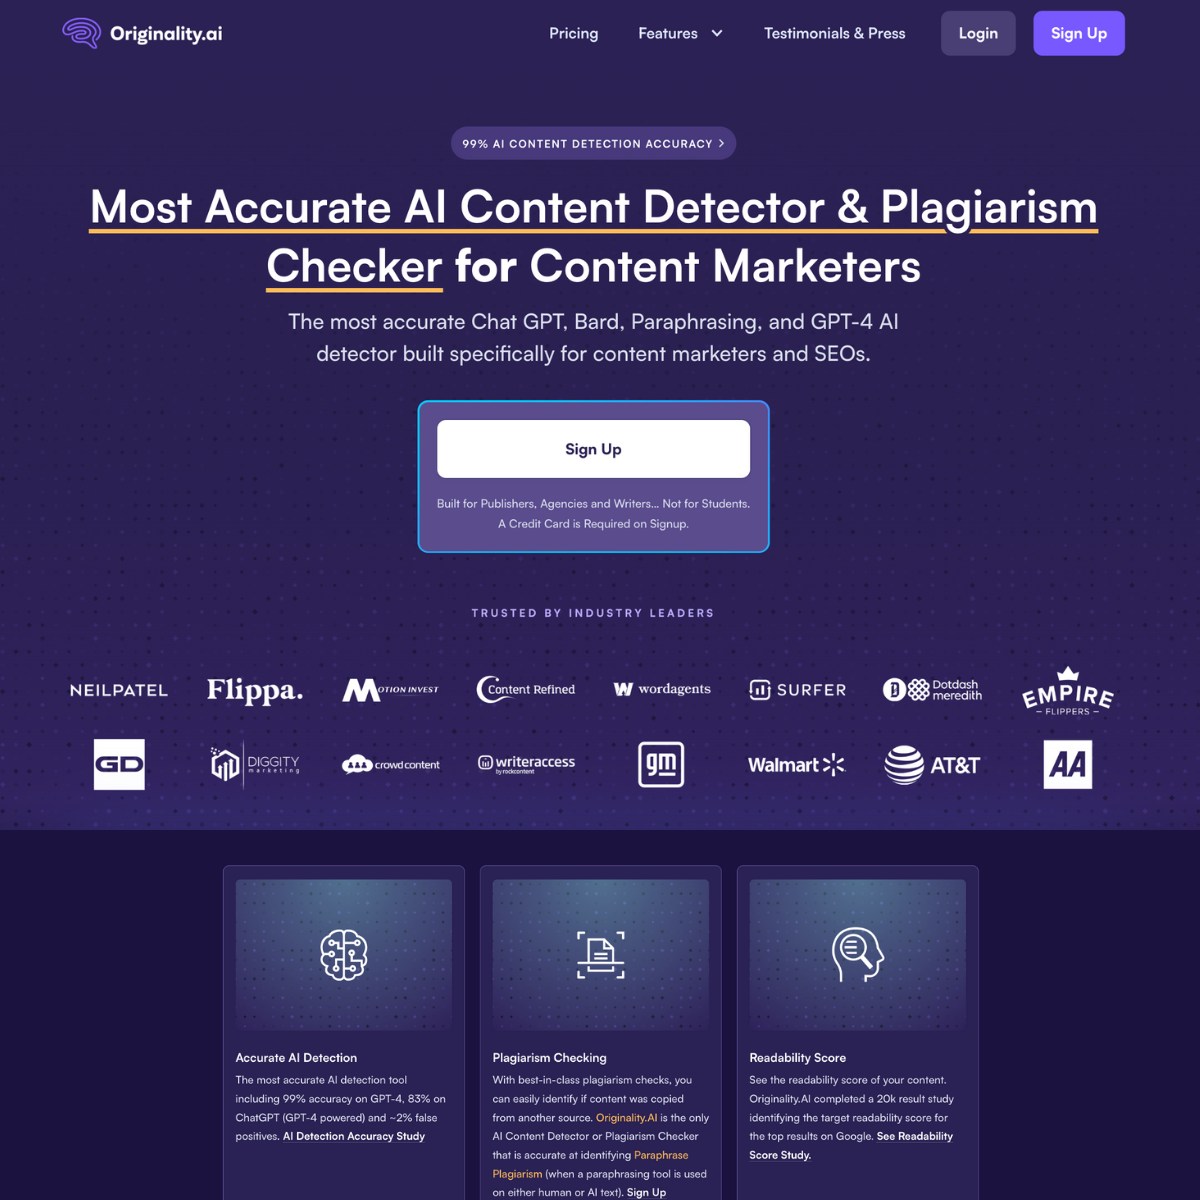 Originality.ai
Pricing
Features
Testimonials & Press
Login
Sign Up
99% AI CONTENT DETECTION ACCURACY
Most Accurate AI Content Detector & Plagiarism
Checker for Content Marketers
The most accurate Chat GPT, Bard, Paraphrasing, and GPT-4 AI
detector built specifically for content marketers and SEOs.
Sign Up
Built for Publishers, Agencies and Writers... Not for Students.
A Credit Card is Required on Signup.
TRUSTED BY INDUSTRY LEADERS
NEILPATEL
Flippa.
MOTION INVEST
Content Refined
W wordagents
SURFER
D Dotdash
meredith
EMPIRE
– FLIPPERS –
GD
DIGGITY
marketing
crowdcontent
writeraccess
by rockcontent
gm
Walmart
AT&T
AA
Accurate AI Detection
The most accurate AI detection tool
including 99% accuracy on GPT-4, 83% on
ChatGPT (GPT-4 powered) and ~2% false
positives. AI Detection Accuracy Study
Plagiarism Checking
With best-in-class plagiarism checks, you
can easily identify if content was copied
from another source. Originality.AI is the only
AI Content Detector or Plagiarism Checker
that is accurate at identifying Paraphrase
Plagiarism (when a paraphrasing tool is used
on either human or AI text). Sign Up
Readability Score
See the readability score of your content.
Originality.AI completed a 20k result study
identifying the target readability score for
the top results on Google. See Readability
Score Study.